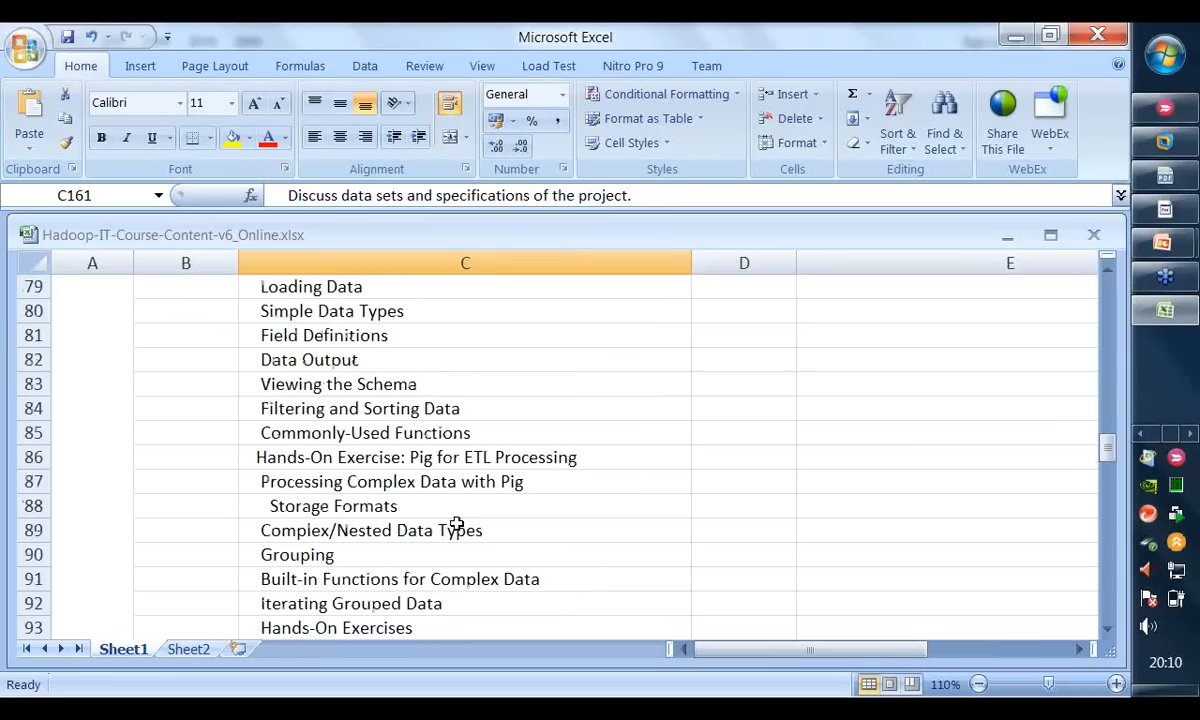 Microsoft Excel
Home Insert Page Layout Formulas Data Review View Load Test Nitro Pro 9 Team
Paste
Clipboard
Calibri 11
B I U
A A
A
Font
Alignment
General
% ,
Number
Conditional Formatting
Format as Table
Cell Styles
Styles
Insert
Delete
Format
Cells
Σ
Sort & Filter
Find & Select
Editing
Share This File
WebEx
WebEx
C161 fx Discuss data sets and specifications of the project.
Hadoop-IT-Course-Content-v6_Online.xlsx
A B C D E
79 Loading Data
80 Simple Data Types
81 Field Definitions
82 Data Output
83 Viewing the Schema
84 Filtering and Sorting Data
85 Commonly-Used Functions
86 Hands-On Exercise: Pig for ETL Processing
87 Processing Complex Data with Pig
88 Storage Formats
89 Complex/Nested Data Types
90 Grouping
91 Built-in Functions for Complex Data
92 Iterating Grouped Data
93 Hands-On Exercises
Sheet1 Sheet2
Ready 110%
20:10